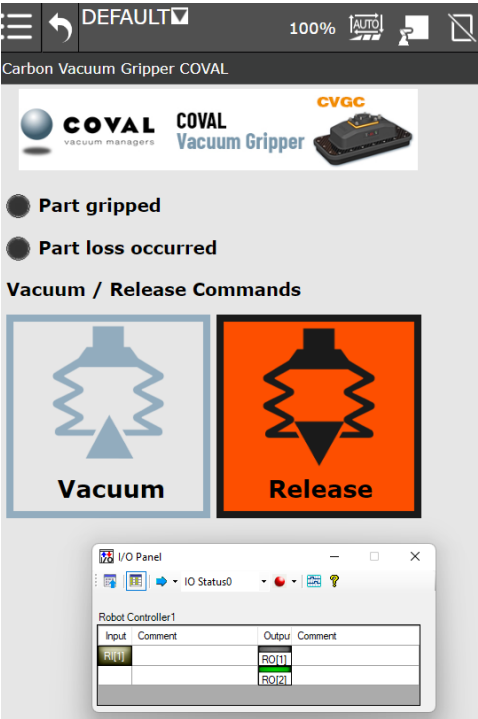 DEFAULT
100%
AUTO
Carbon Vacuum Gripper COVAL
COVAL
vacuum managers
COVAL
Vacuum Gripper
CVGC
Part gripped
Part loss occurred
Vacuum / Release Commands
Vacuum
Release
I/O Panel
IO Status0
Robot Controller1
Input Comment Outpu Comment
RI[1] RO[1]
RO[2]